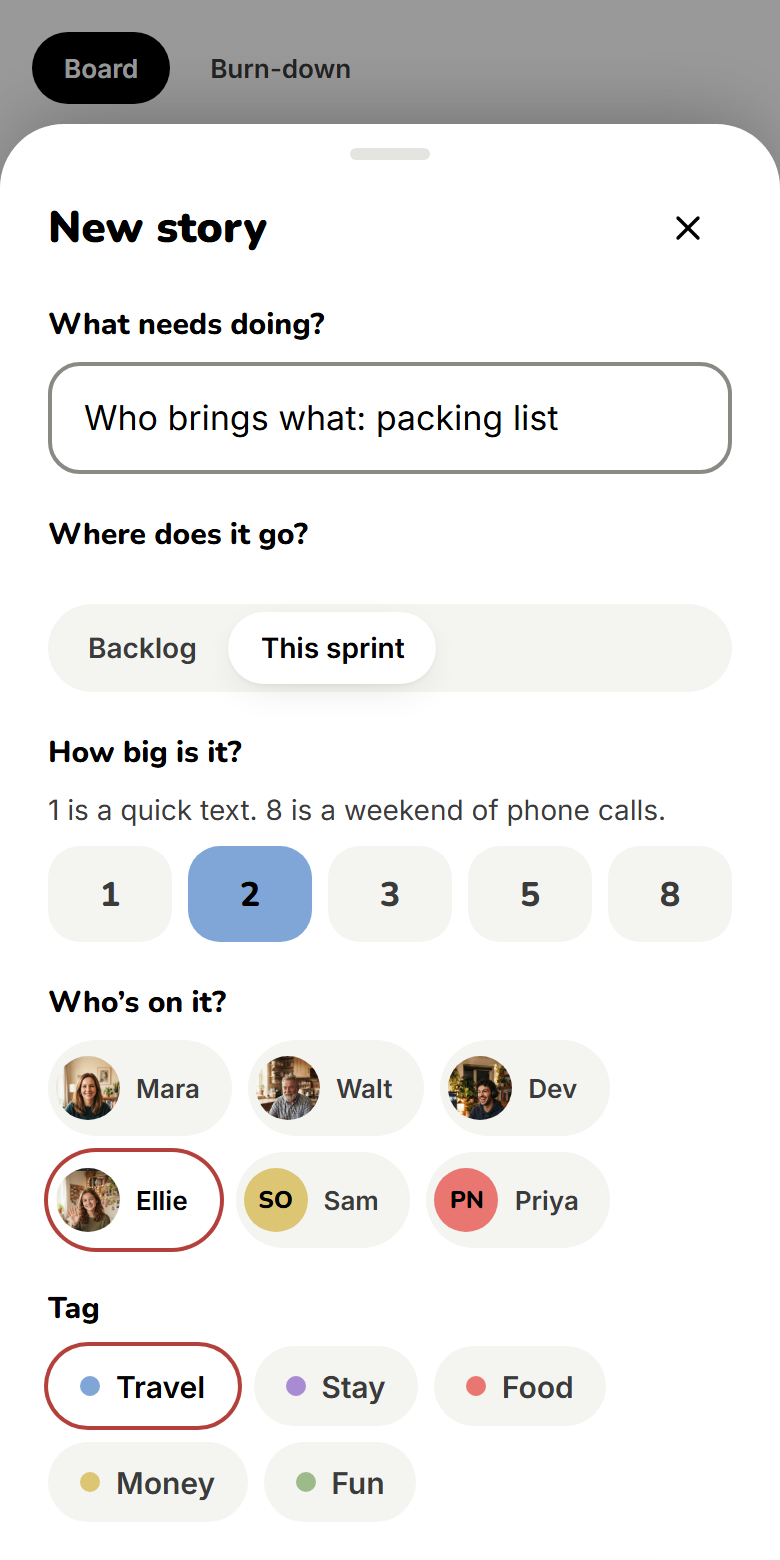 Board Burn-down
New story
What needs doing?
Who brings what: packing list
Where does it go?
Backlog This sprint
How big is it?
1 is a quick text. 8 is a weekend of phone calls.
1 2 3 5 8
Who’s on it?
Mara Walt Dev
Ellie SO Sam PN Priya
Tag
Travel Stay Food
Money Fun